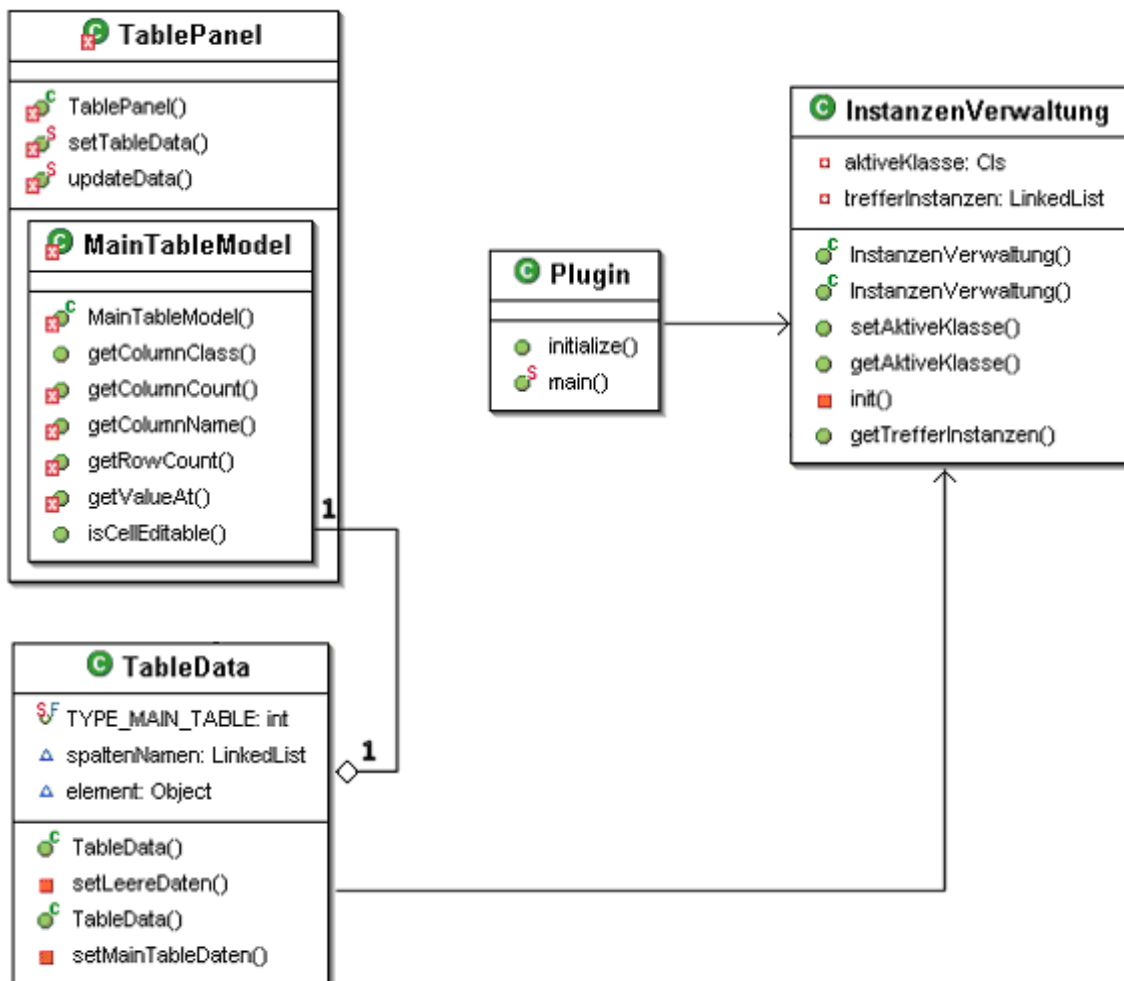 TablePanel
TablePanel()
setTableData()
updateData()
MainTableModel
MainTableModel()
getColumnClass()
getColumnCount()
getColumnName()
getRowCount()
getValueAt()
isCellEditable()
1
1
TableData
TYPE_MAIN_TABLE: int
spaltenNamen: LinkedList
element: Object
TableData()
setLeereDaten()
TableData()
setMainTableDaten()
Plugin
initialize()
main()
InstanzenVerwaltung
aktiveKlasse: Cls
trefferInstanzen: LinkedList
InstanzenVerwaltung()
InstanzenVerwaltung()
setAktiveKlasse()
getAktiveKlasse()
init()
getTrefferInstanzen()